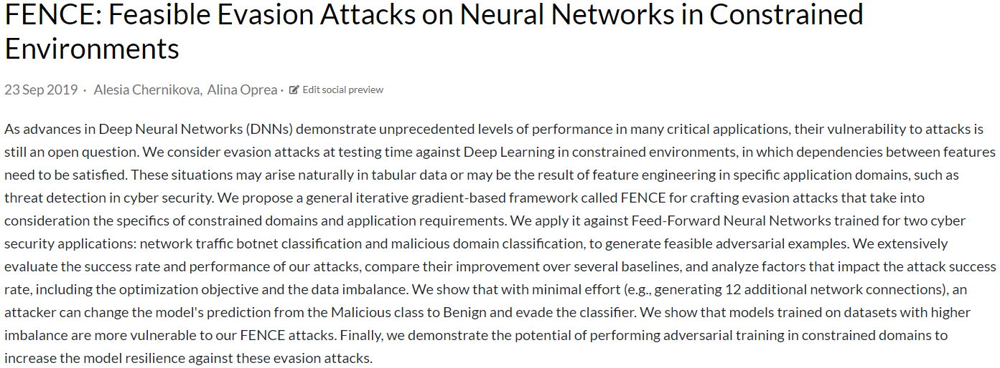 FENCE: Feasible Evasion Attacks on Neural Networks in Constrained
Environments
23 Sep 2019 · Alesia Chernikova, Alina Oprea · Edit social preview
As advances in Deep Neural Networks (DNNs) demonstrate unprecedented levels of performance in many critical applications, their vulnerability to attacks is
still an open question. We consider evasion attacks at testing time against Deep Learning in constrained environments, in which dependencies between features
need to be satisfied. These situations may arise naturally in tabular data or may be the result of feature engineering in specific application domains, such as
threat detection in cyber security. We propose a general iterative gradient-based framework called FENCE for crafting evasion attacks that take into
consideration the specifics of constrained domains and application requirements. We apply it against Feed-Forward Neural Networks trained for two cyber
security applications: network traffic botnet classification and malicious domain classification, to generate feasible adversarial examples. We extensively
evaluate the success rate and performance of our attacks, compare their improvement over several baselines, and analyze factors that impact the attack success
rate, including the optimization objective and the data imbalance. We show that with minimal effort (e.g., generating 12 additional network connections), an
attacker can change the model's prediction from the Malicious class to Benign and evade the classifier. We show that models trained on datasets with higher
imbalance are more vulnerable to our FENCE attacks. Finally, we demonstrate the potential of performing adversarial training in constrained domains to
increase the model resilience against these evasion attacks.